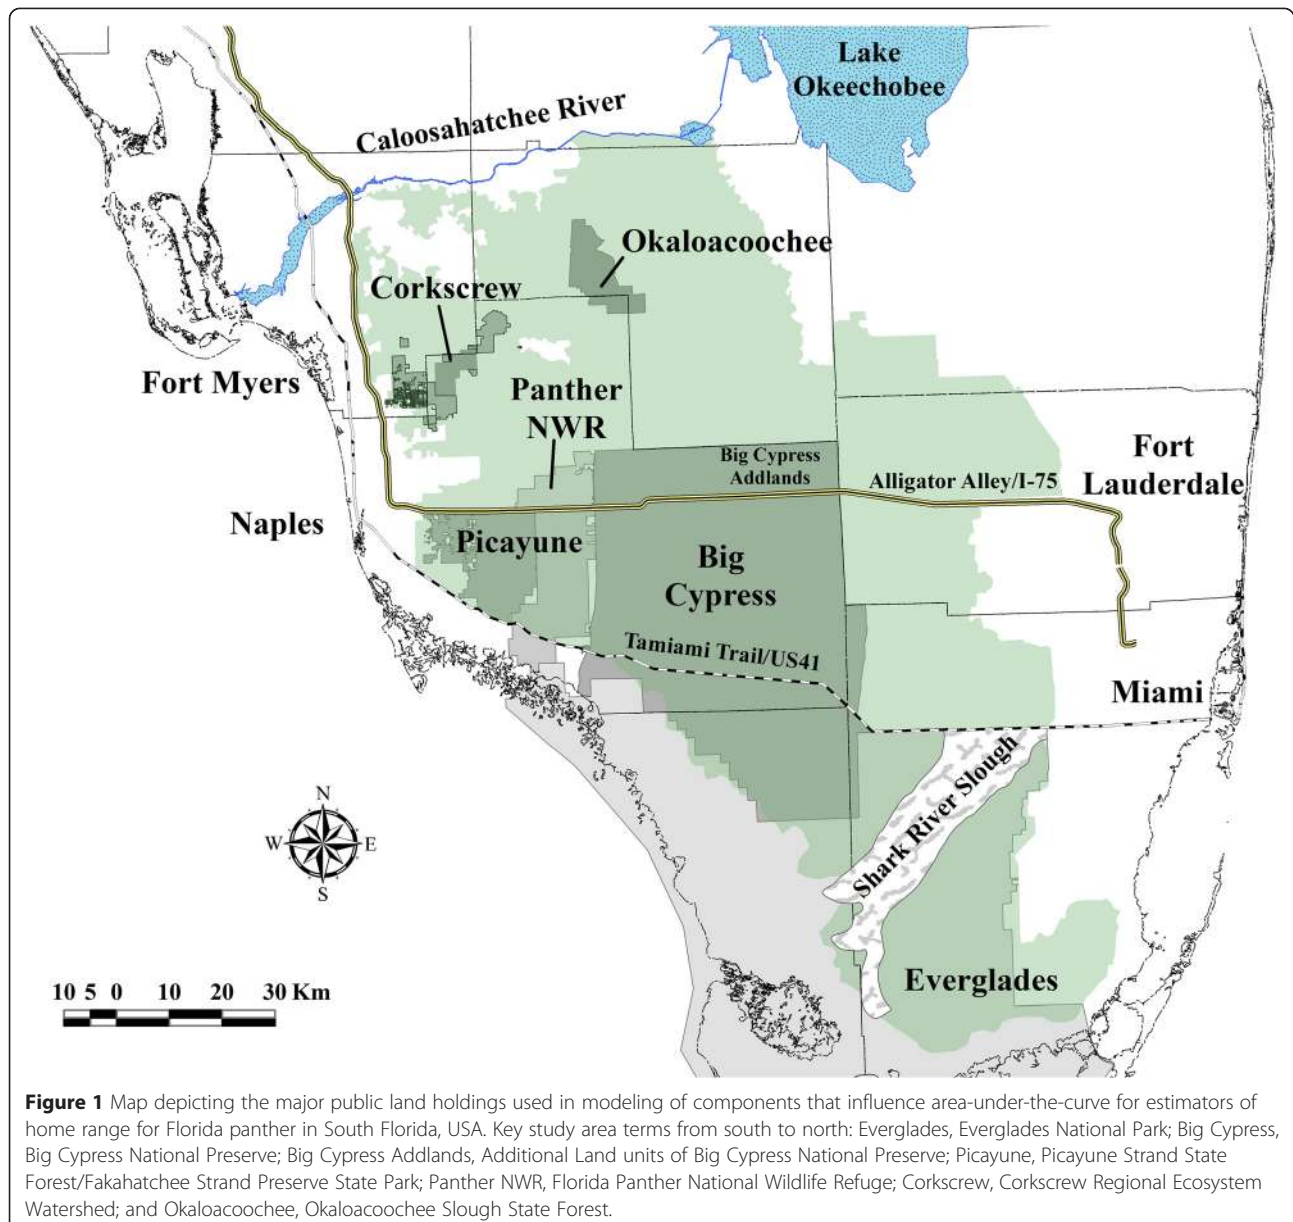 Lake
Okeechobee
Caloosahatchee River
Okaloacoochee
Corkscrew
Fort Myers
Panther
NWR
Big Cypress
Addlands
Alligator Alley/I-75
Fort
Lauderdale
Naples
Picayune
Big
Cypress
Tamiami Trail/US41
Miami
Shark River Slough
N
W E
S
Everglades
10 5 0 10 20 30 Km
Figure 1 Map depicting the major public land holdings used in modeling of components that influence area-under-the-curve for estimators of
home range for Florida panther in South Florida, USA. Key study area terms from south to north: Everglades, Everglades National Park; Big Cypress,
Big Cypress National Preserve; Big Cypress Addlands, Additional Land units of Big Cypress National Preserve; Picayune, Picayune Strand State
Forest/Fakahatchee Strand Preserve State Park; Panther NWR, Florida Panther National Wildlife Refuge; Corkscrew, Corkscrew Regional Ecosystem
Watershed; and Okaloacoochee, Okaloacoochee Slough State Forest.